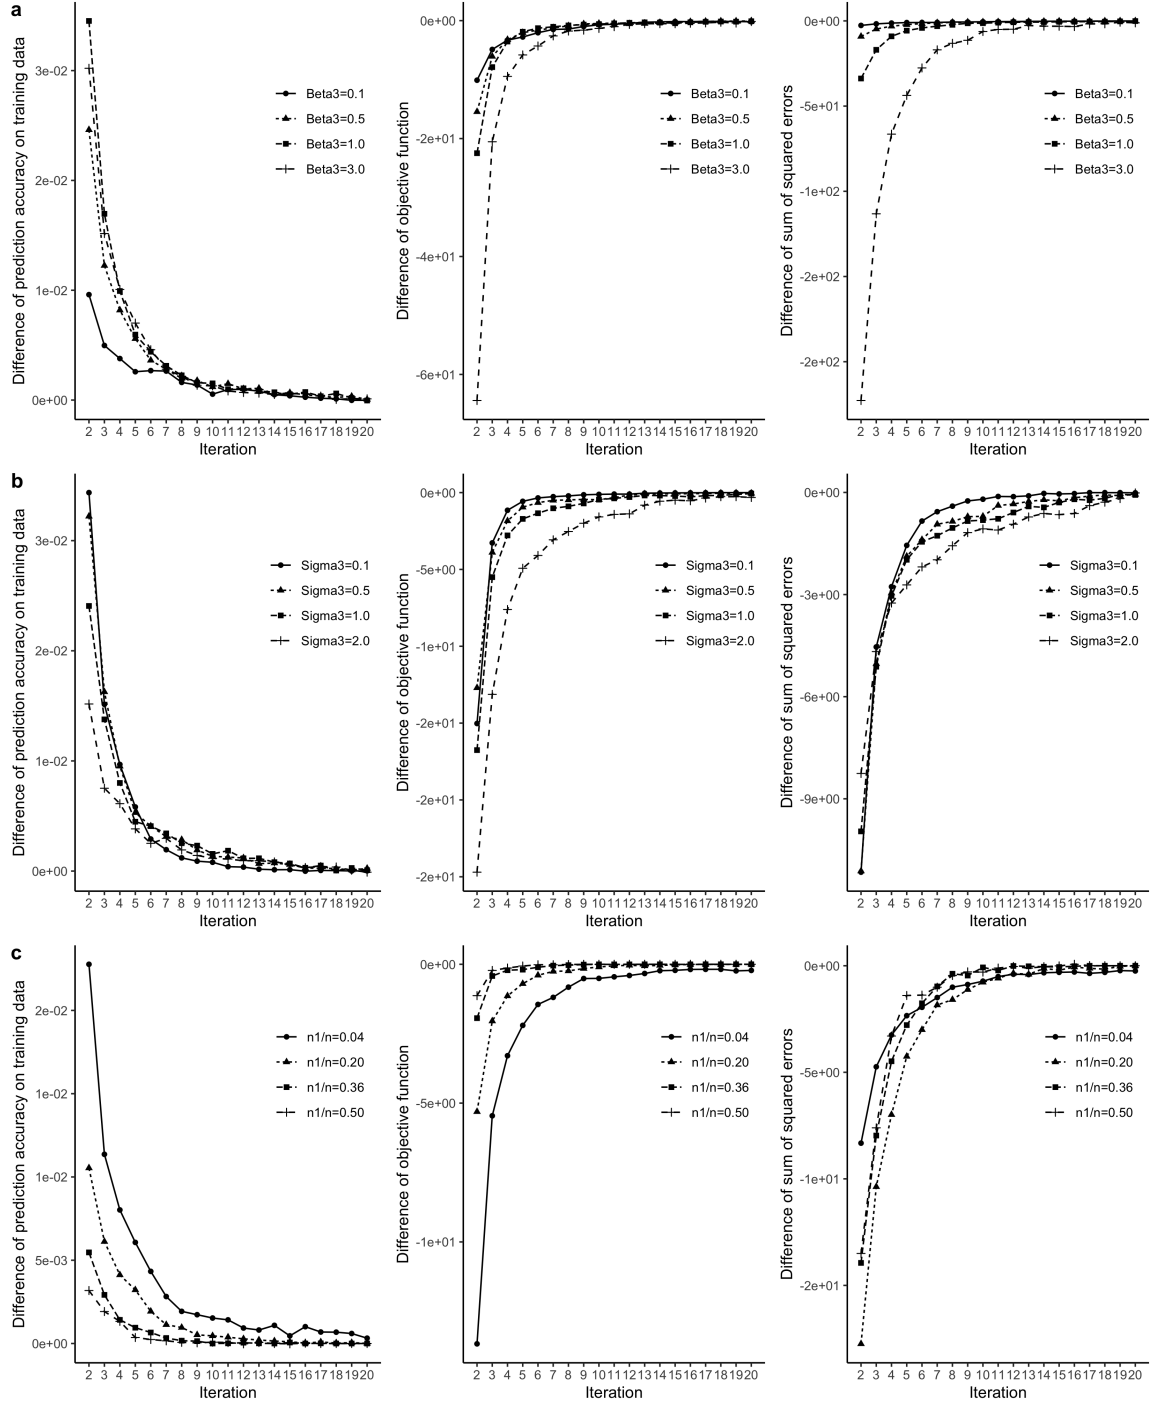 a
Difference of prediction accuracy on training data
3e-02
2e-02
1e-02
0e+00
Beta3=0.1
Beta3=0.5
Beta3=1.0
Beta3=3.0
2 3 4 5 6 7 8 9 10 11 12 13 14 15 16 17 18 19 20
Iteration
Difference of objective function
0e+00
-2e+01
-4e+01
-6e+01
Beta3=0.1
Beta3=0.5
Beta3=1.0
Beta3=3.0
2 3 4 5 6 7 8 9 10 11 12 13 14 15 16 17 18 19 20
Iteration
Difference of sum of squared errors
0e+00
-5e+01
-1e+02
-2e+02
-2e+02
Beta3=0.1
Beta3=0.5
Beta3=1.0
Beta3=3.0
2 3 4 5 6 7 8 9 10 11 12 13 14 15 16 17 18 19 20
Iteration
b
Difference of prediction accuracy on training data
3e-02
2e-02
1e-02
0e+00
Sigma3=0.1
Sigma3=0.5
Sigma3=1.0
Sigma3=2.0
2 3 4 5 6 7 8 9 10 11 12 13 14 15 16 17 18 19 20
Iteration
Difference of objective function
0e+00
-5e+00
-1e+01
-2e+01
-2e+01
-2e+01
Sigma3=0.1
Sigma3=0.5
Sigma3=1.0
Sigma3=2.0
2 3 4 5 6 7 8 9 10 11 12 13 14 15 16 17 18 19 20
Iteration
Difference of sum of squared errors
0e+00
-3e+00
-6e+00
-9e+00
Sigma3=0.1
Sigma3=0.5
Sigma3=1.0
Sigma3=2.0
2 3 4 5 6 7 8 9 10 11 12 13 14 15 16 17 18 19 20
Iteration
c
Difference of prediction accuracy on training data
2e-02
1e-02
1e-02
5e-03
0e+00
n1/n=0.04
n1/n=0.20
n1/n=0.36
n1/n=0.50
2 3 4 5 6 7 8 9 10 11 12 13 14 15 16 17 18 19 20
Iteration
Difference of objective function
0e+00
-5e+00
-1e+01
n1/n=0.04
n1/n=0.20
n1/n=0.36
n1/n=0.50
2 3 4 5 6 7 8 9 10 11 12 13 14 15 16 17 18 19 20
Iteration
Difference of sum of squared errors
0e+00
-5e+00
-1e+01
-2e+01
n1/n=0.04
n1/n=0.20
n1/n=0.36
n1/n=0.50
2 3 4 5 6 7 8 9 10 11 12 13 14 15 16 17 18 19 20
Iteration